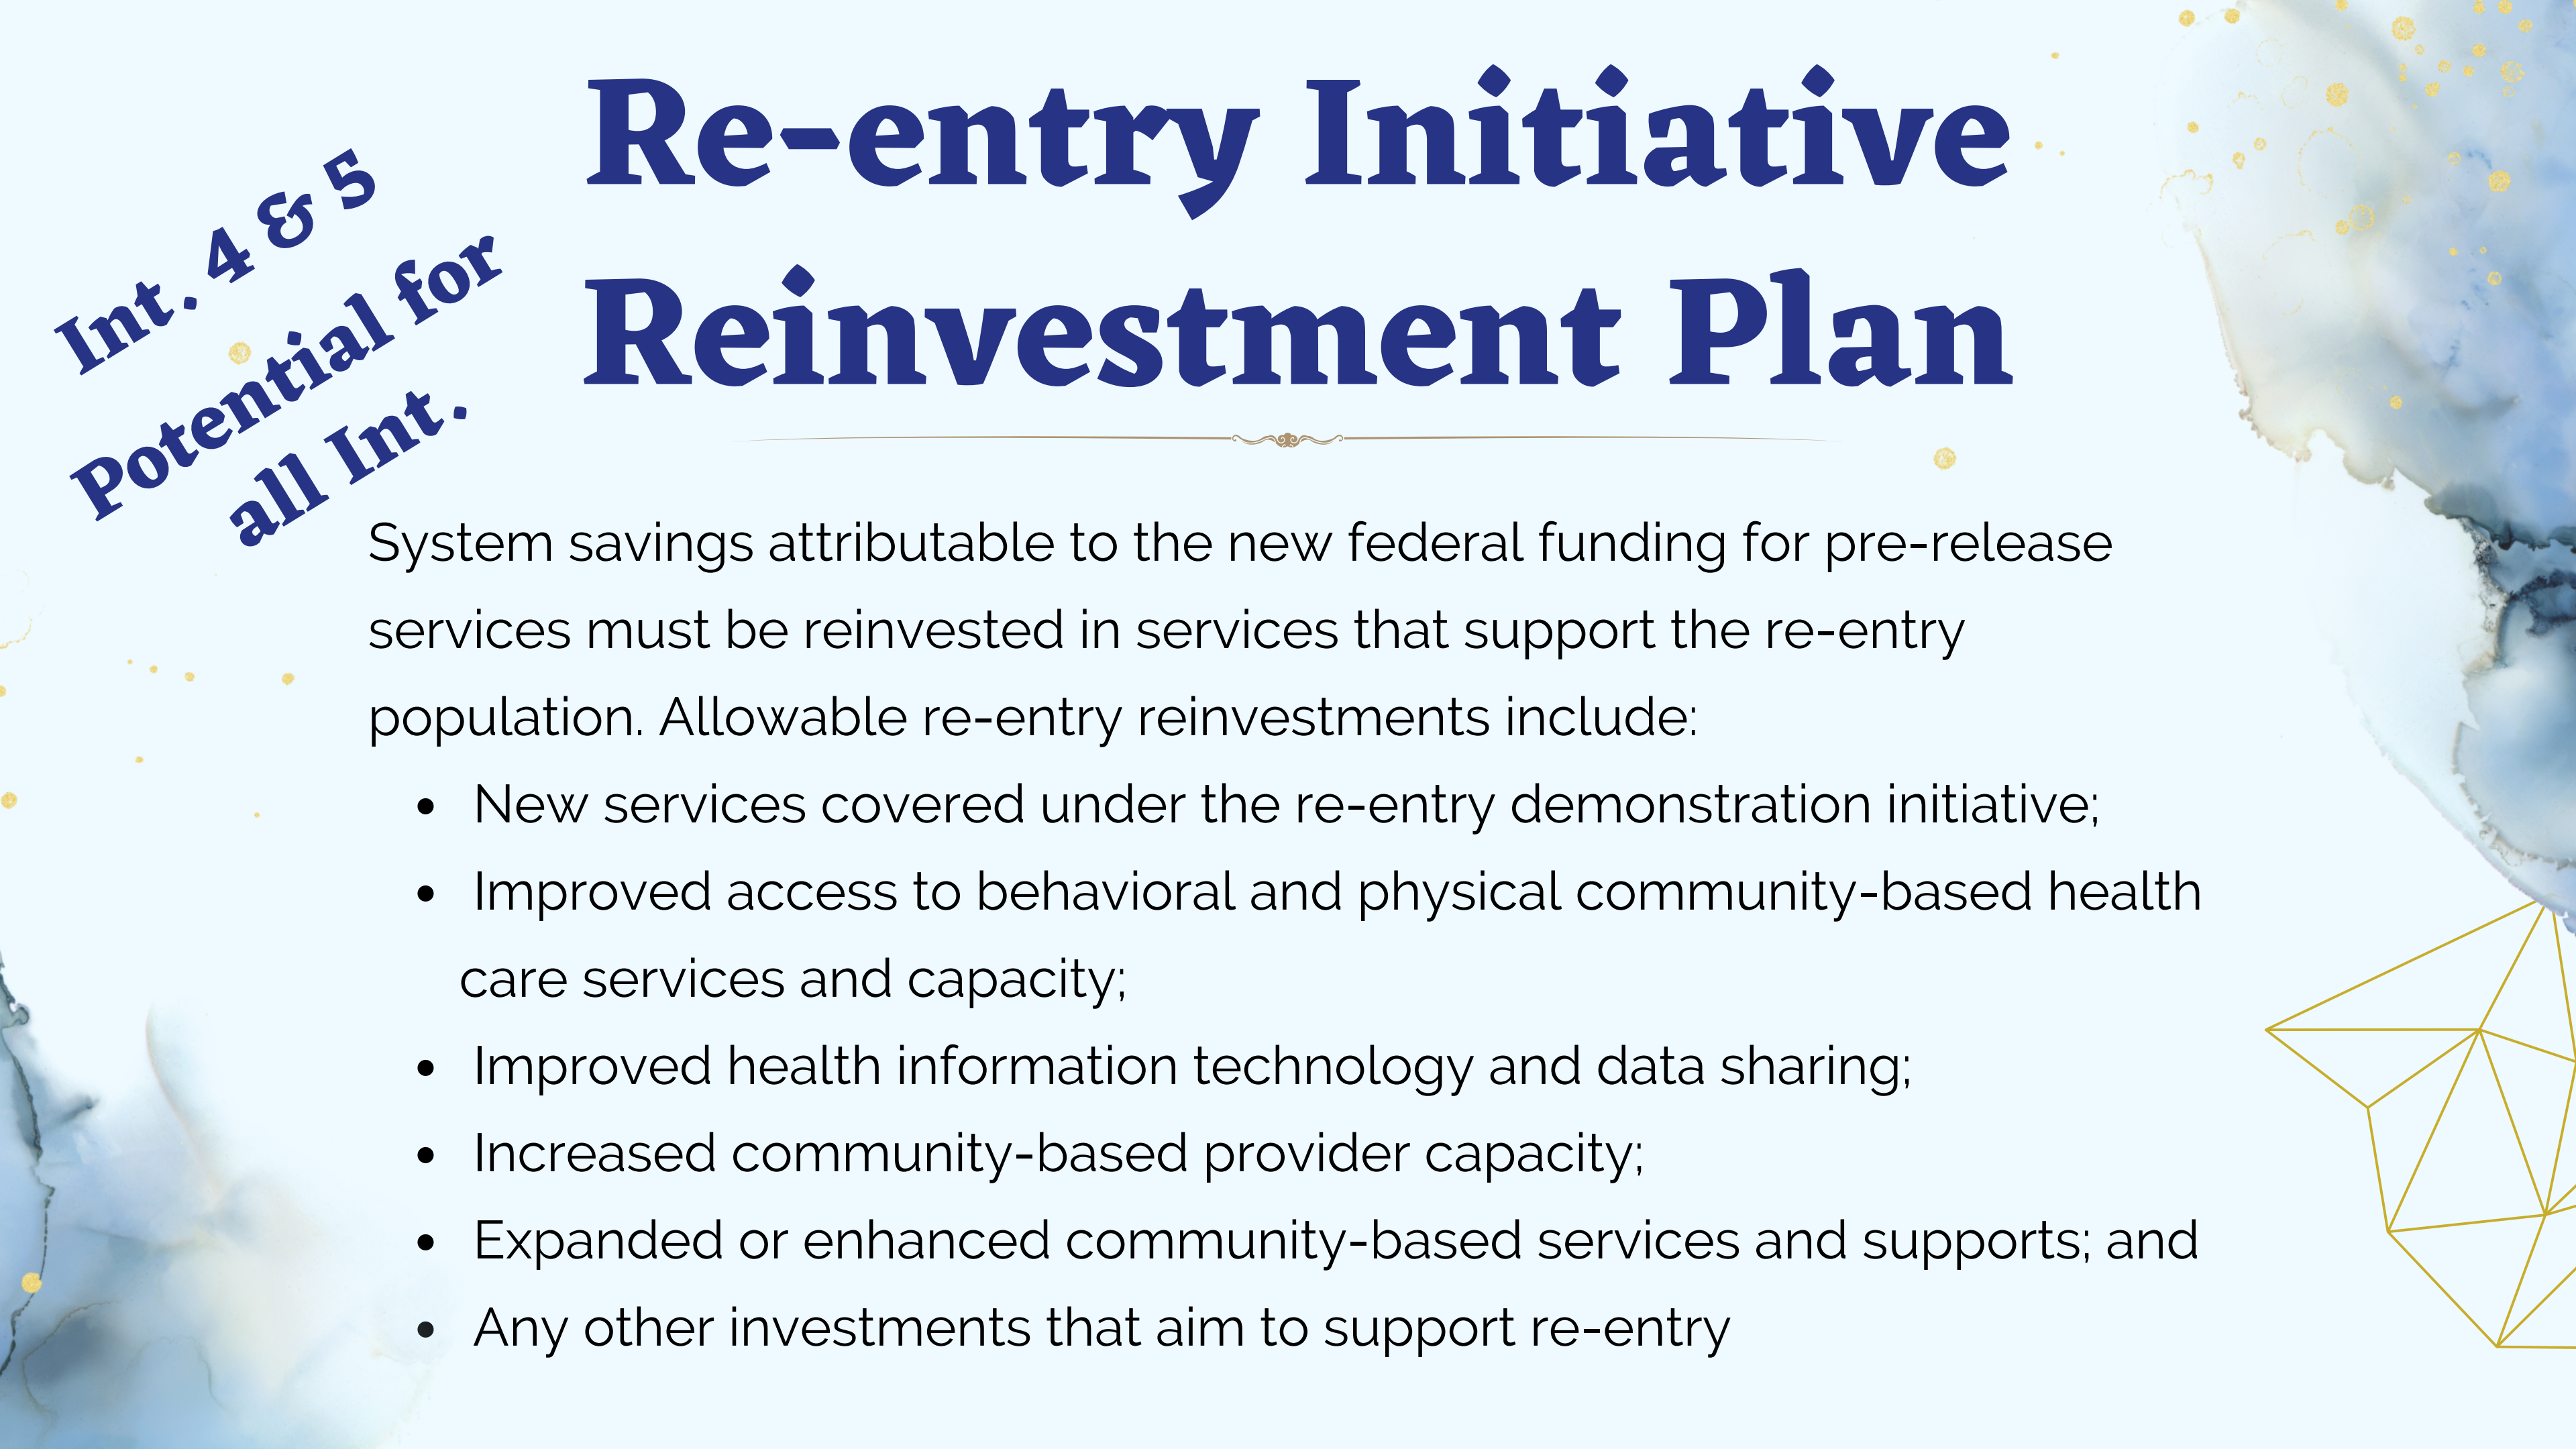 Re-entry Initiative
Reinvestment Plan
Int. 4 & 5
Potential for
all Int.
System savings attributable to the new federal funding for pre-release
services must be reinvested in services that support the re-entry
population. Allowable re-entry reinvestments include:
• New services covered under the re-entry demonstration initiative;
• Improved access to behavioral and physical community-based health
care services and capacity;
• Improved health information technology and data sharing;
• Increased community-based provider capacity;
• Expanded or enhanced community-based services and supports; and
• Any other investments that aim to support re-entry